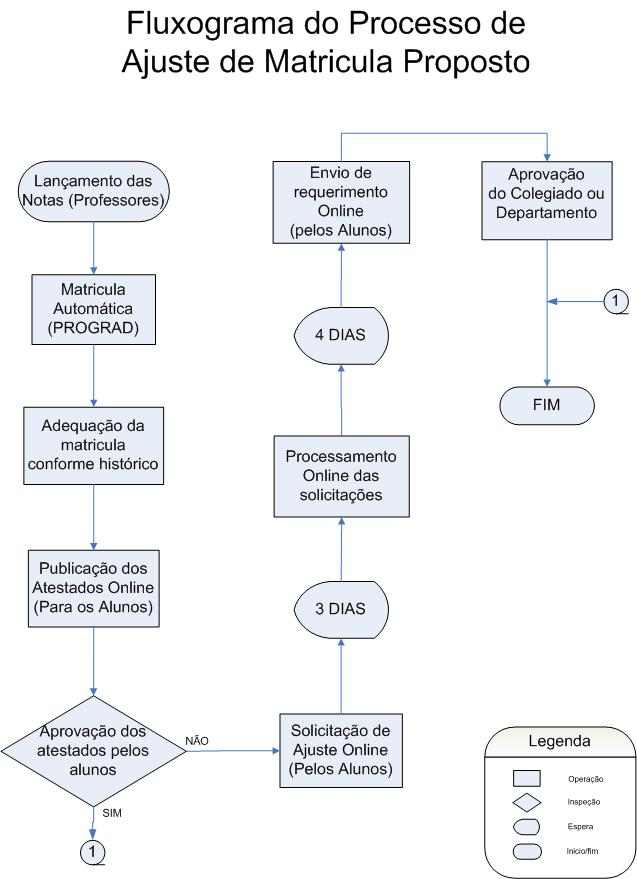 Fluxograma do Processo de
Ajuste de Matricula Proposto
Lançamento das
Notas (Professores)
Matricula
Automática
(PROGRAD)
Adequação da
matricula
conforme histórico
Publicação dos
Atestados Online
(Para os Alunos)
Aprovação dos
atestados pelos
alunos
NÃO
SIM
1
Solicitação de
Ajuste Online
(Pelos Alunos)
3 DIAS
Processamento
Online das
solicitações
4 DIAS
Envio de
requerimento
Online
(pelos Alunos)
Aprovação
do Colegiado ou
Departamento
1
FIM
Legenda
Operação
Inspeção
Espera
Início/fim